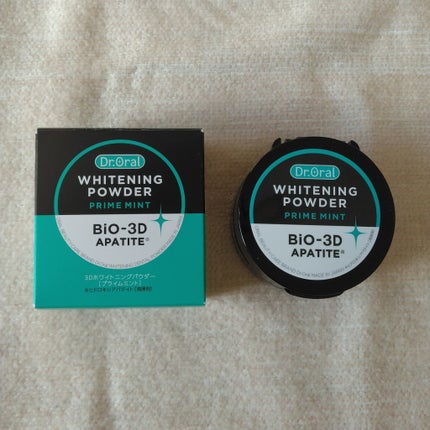 Dr.Oral
WHITENING
POWDER
PRIME MINT
BiO-3D
APATITE®
3Dホワイトニングパウダー
[プライムミント]
Dr.Oral
WHITENING
POWDER
PRIME MINT
BiO-3D
APATITE®